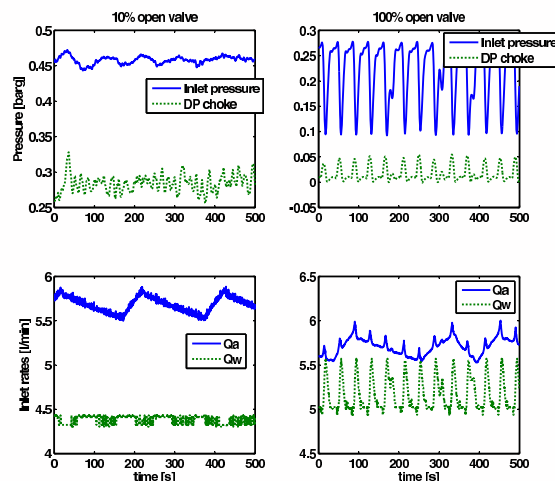 10% open valve
100% open valve
Pressure [barg]
0.5
0.45
0.4
0.35
0.3
0.25
0 100 200 300 400 500
Inlet pressure
DP choke
0.3
0.25
0.2
0.15
0.1
0.05
0
-0.05
0 100 200 300 400 500
Inlet pressure
DP choke
Inlet rates [l/min]
6
5.5
5
4.5
4
0 100 200 300 400 500
time [s]
Qa
Qw
6.5
6
5.5
5
4.5
0 100 200 300 400 500
time [s]
Qa
Qw